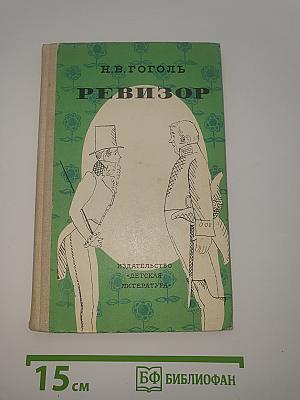 Н.В.ГОГОЛЬ
РЕВИЗОР
ИЗДАТЕЛЬСТВО
«ДЕТСКАЯ
ЛИТЕРАТУРА»
15 см
БФ БИБЛИОФАН